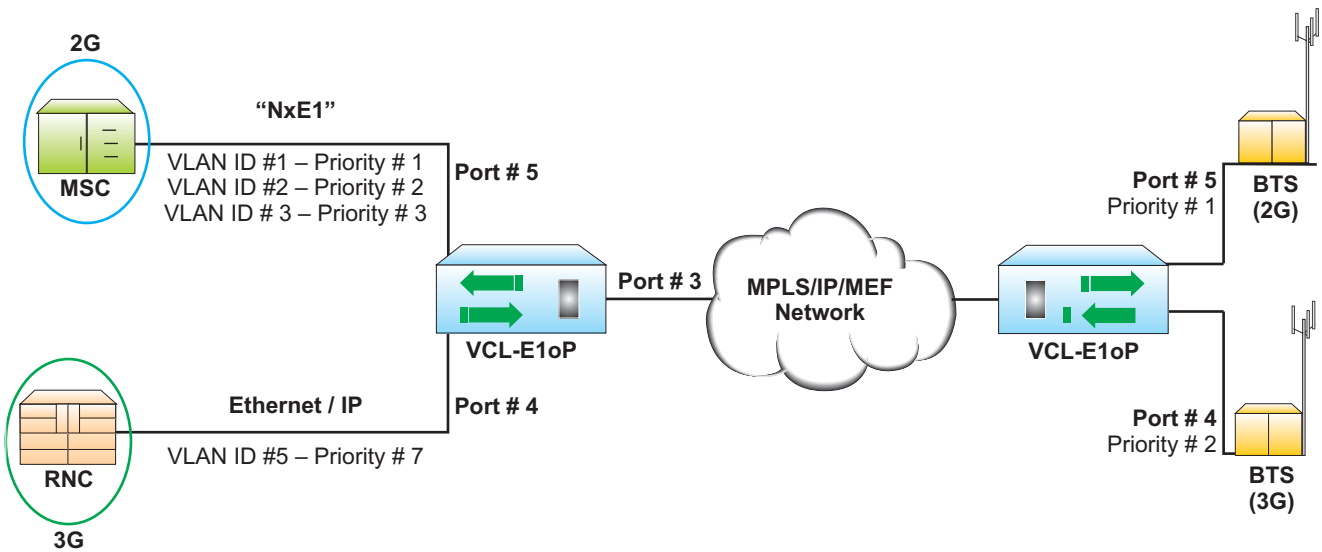 2G
“NxE1”
VLAN ID #1 – Priority # 1
VLAN ID #2 – Priority # 2
VLAN ID # 3 – Priority # 3
MSC
Port # 5
Port # 5
Priority # 1
BTS
(2G)
Port # 3
MPLS/IP/MEF
Network
VCL-E1oP
VCL-E1oP
Ethernet / IP
Port # 4
VLAN ID #5 – Priority # 7
RNC
3G
Port # 4
Priority # 2
BTS
(3G)